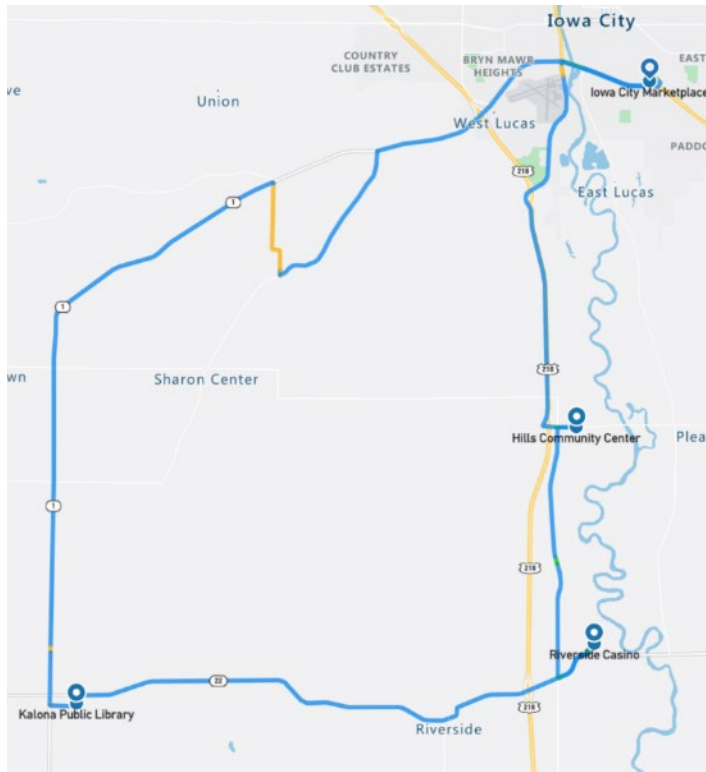 Iowa City
COUNTRY
CLUB ESTATES
BRYN MAWR
HEIGHTS
EAST
Iowa City Marketplace
Union
West Lucas
PADDO
218
East Lucas
1
1
218
wn
Sharon Center
Hills Community Center
Plea
1
218
Riverside Casino
22
Kalona Public Library
218
Riverside